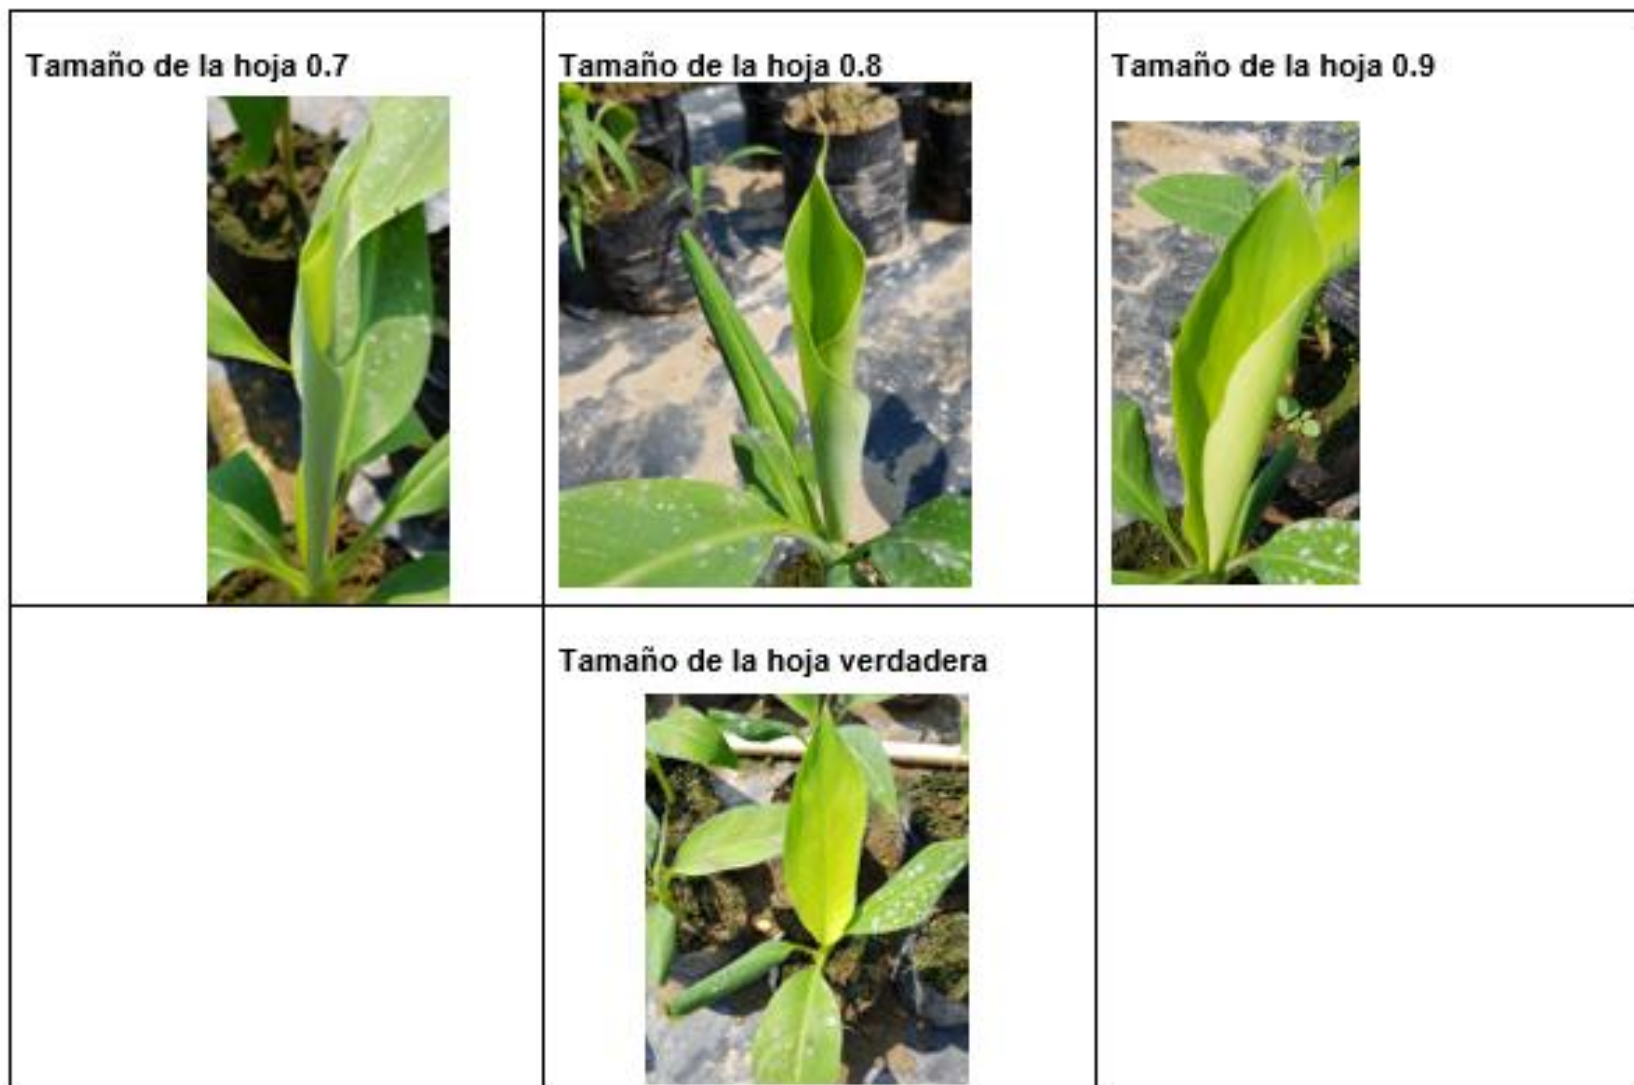 Tamaño de la hoja 0.7
Tamaño de la hoja 0.8
Tamaño de la hoja 0.9
Tamaño de la hoja verdadera